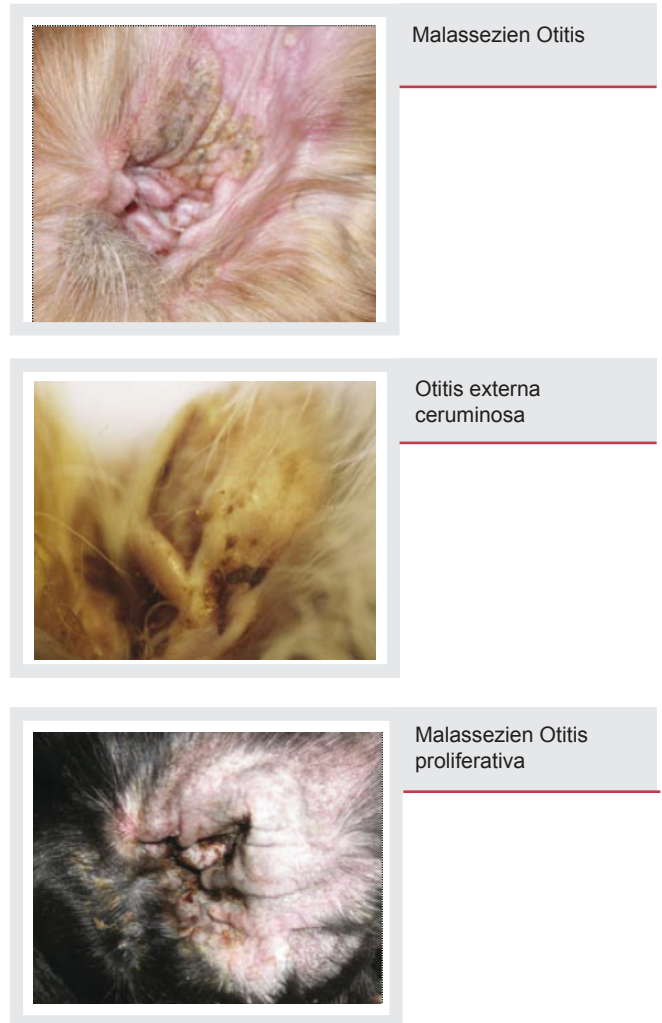 Malassezien Otitis
Otitis externa
ceruminosa
Malassezien Otitis
proliferativa